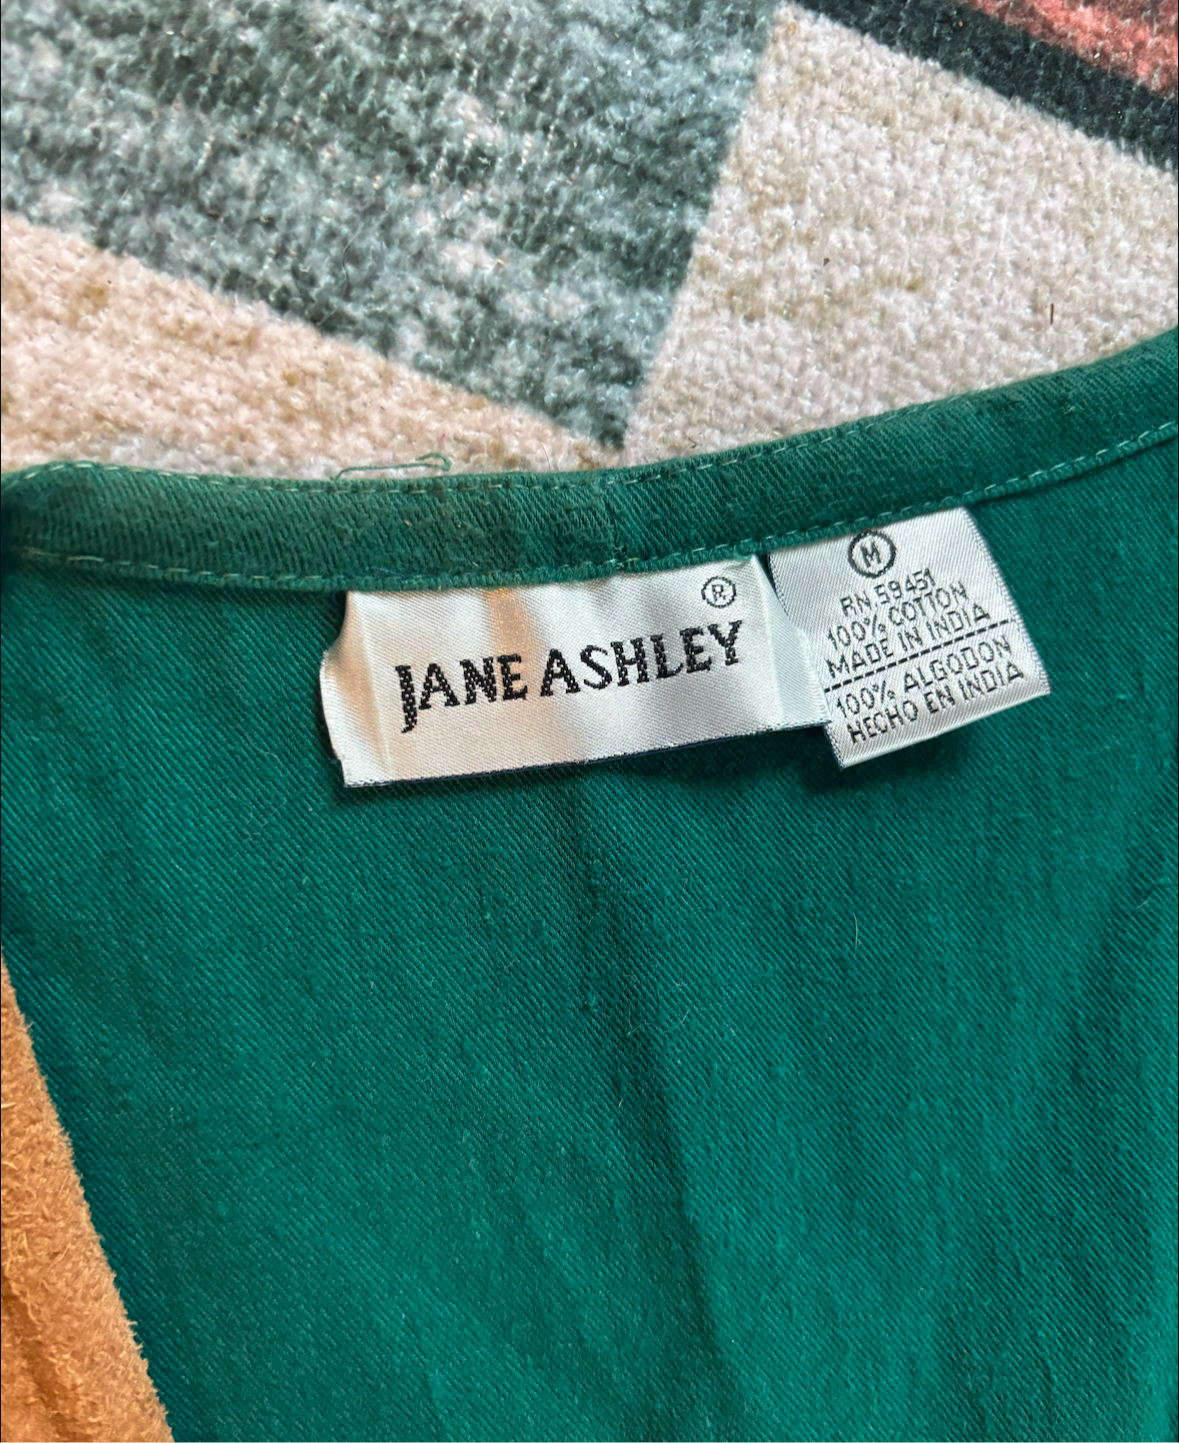 JANE ASHLEY
®
M
RN 59451
100% COTTON
MADE IN INDIA
100% ALGODON
HECHO EN INDIA